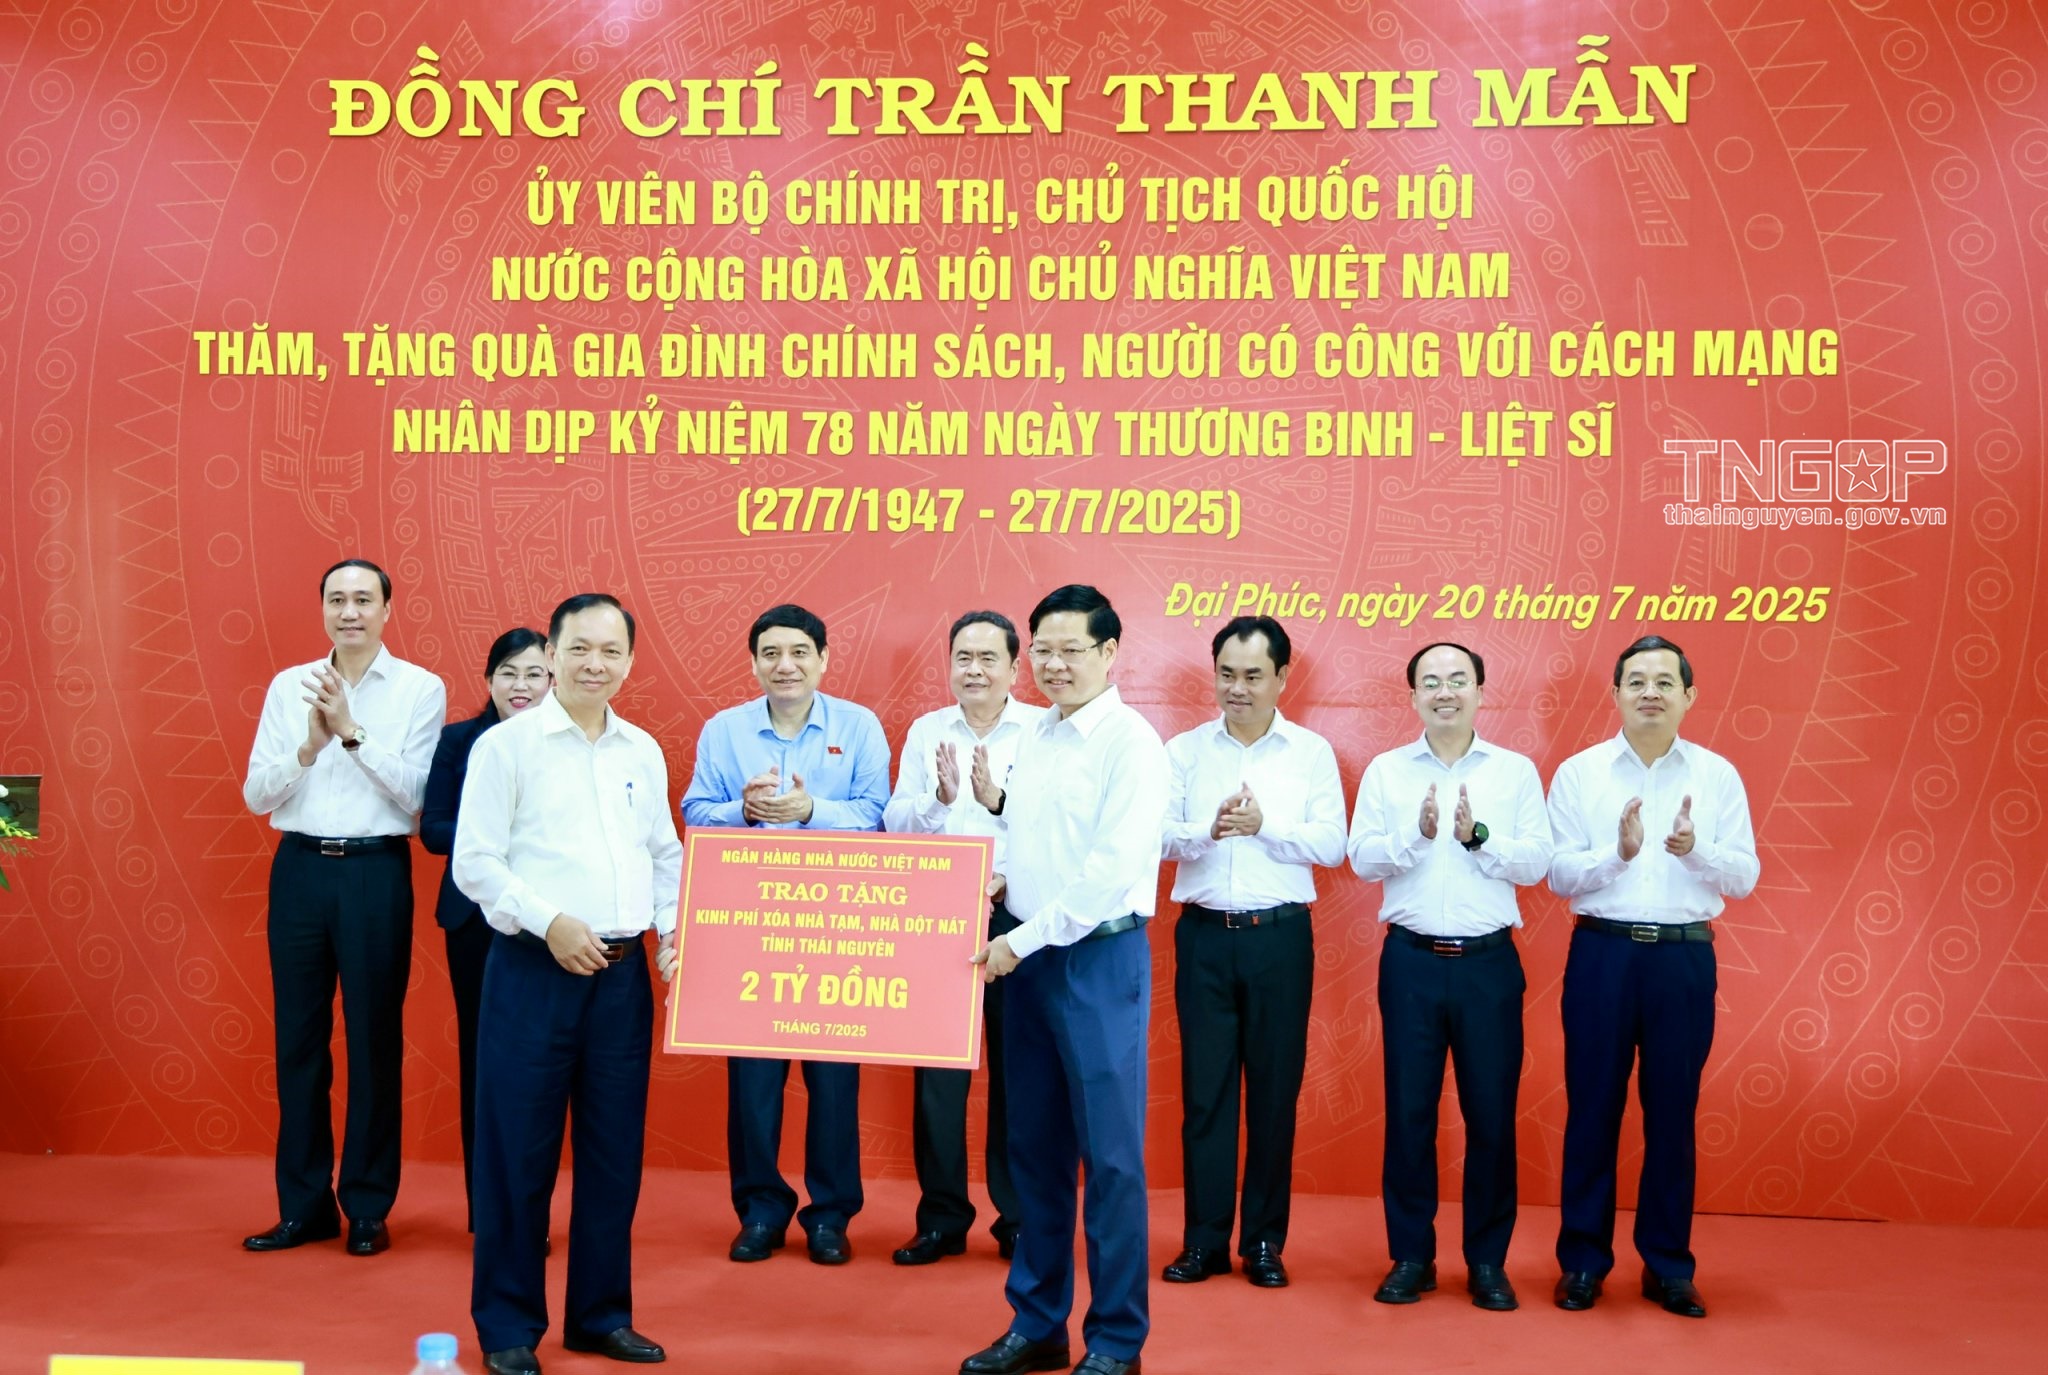 ĐỒNG CHÍ TRẦN THANH MẪN
ỦY VIÊN BỘ CHÍNH TRỊ, CHỦ TỊCH QUỐC HỘI
NƯỚC CỘNG HÒA XÃ HỘI CHỦ NGHĨA VIỆT NAM
THĂM, TẶNG QUÀ GIA ĐÌNH CHÍNH SÁCH, NGƯỜI CÓ CÔNG VỚI CÁCH MẠNG
NHÂN DỊP KỶ NIỆM 78 NĂM NGÀY THƯƠNG BINH - LIỆT SĨ
(27/7/1947 - 27/7/2025)
TNGOP
thainguyen.gov.vn
Đại Phúc, ngày 20 tháng 7 năm 2025
NGÂN HÀNG NHÀ NƯỚC VIỆT NAM
TRAO TẶNG
KINH PHÍ XÓA NHÀ TẠM, NHÀ DỘT NÁT
TỈNH THÁI NGUYÊN
2 TỶ ĐỒNG
THÁNG 7/2025